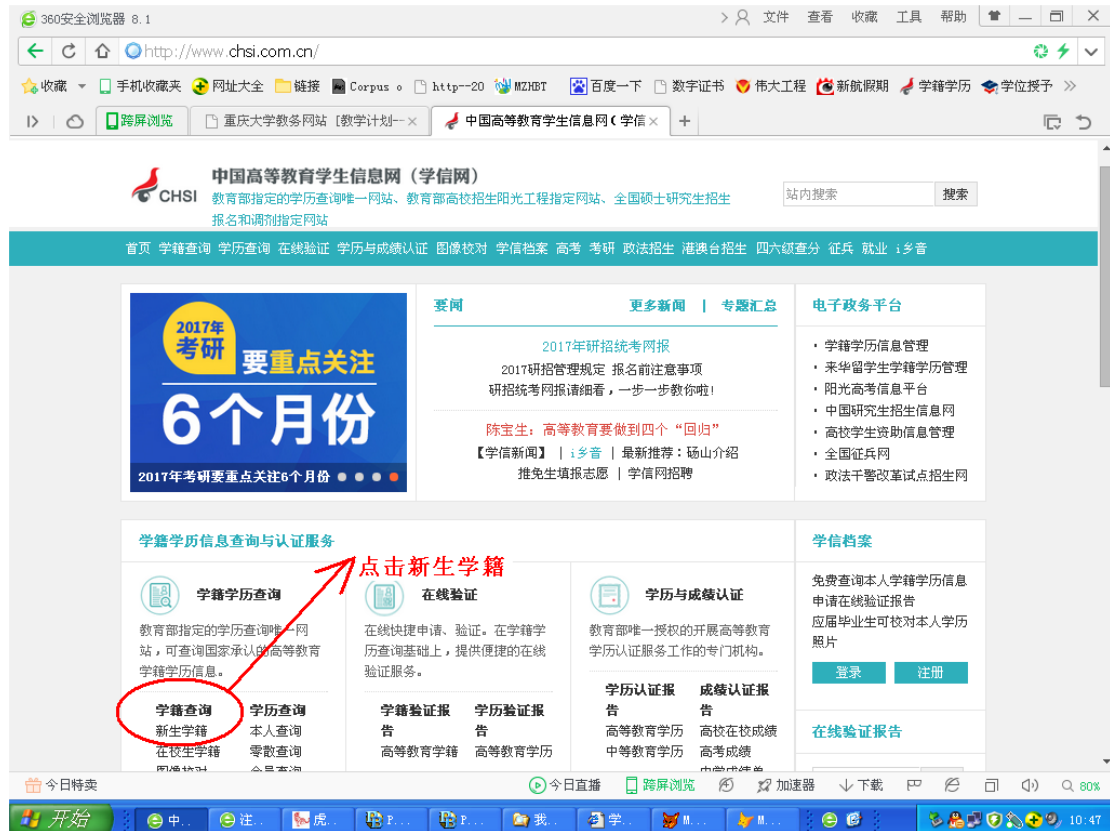 360安全浏览器 8.1
文件 查看 收藏 工具 帮助
http://www.chsi.com.cn/
收藏 手机收藏夹 网址大全 链接 Corpus o http--20 MZHBT 百度一下 数字证书 伟大工程 新航假期 学籍学历 学位授予
跨屏浏览 重庆大学教务网站 [教学计划-- 中国高等教育学生信息网(学信
CHSI
中国高等教育学生信息网（学信网）
教育部指定的学历查询唯一网站、教育部高校招生阳光工程指定网站、全国硕士研究生招生
报名和调剂指定网站
站内搜索 搜索
首页 学籍查询 学历查询 在线验证 学历与成绩认证 图像校对 学信档案 高考 考研 政法招生 港澳台招生 四六级查分 征兵 就业 i乡音
2017年
考研
要重点关注
6个月份
2017年考研要重点关注6个月份
要闻 更多新闻 | 专题汇总
2017年研招统考网报
2017研招管理规定 报名前注意事项
研招统考网报请细看，一步一步教你啦!
陈宝生: 高等教育要做到四个“回归”
【学信新闻】 | i乡音 | 最新推荐：砀山介绍
推免生填报志愿 | 学信网招聘
电子政务平台
· 学籍学历信息管理
· 来华留学生学籍学历管理
· 阳光高考信息平台
· 中国研究生招生信息网
· 高校学生资助信息管理
· 全国征兵网
· 政法干警改革试点招生网
学籍学历信息查询与认证服务
点击新生学籍
学籍学历查询
教育部指定的学历查询唯一网
站，可查询国家承认的高等教育
学籍学历信息。
学籍查询 学历查询
新生学籍 本人查询
在校生学籍 零散查询
图像校对 会员查询
在线验证
在线快捷申请、验证。在学籍学
历查询基础上，提供便捷的在线
验证服务。
学籍验证报告 学历验证报告
高等教育学籍 高等教育学历
学历与成绩认证
教育部唯一授权的开展高等教育
学历认证服务工作的专门机构。
学历认证报告 成绩认证报告
高等教育学历 高校在校成绩
中等教育学历 高考成绩
中学成绩单
学信档案
免费查询本人学籍学历信息
申请在线验证报告
应届毕业生可校对本人学历
照片
登录 注册
在线验证报告
今日特卖 今日直播 跨屏浏览 加速器 下载 80%
开始 中.. 注.. 虎.. P... P... 我.. 学.. M... M... 10:47